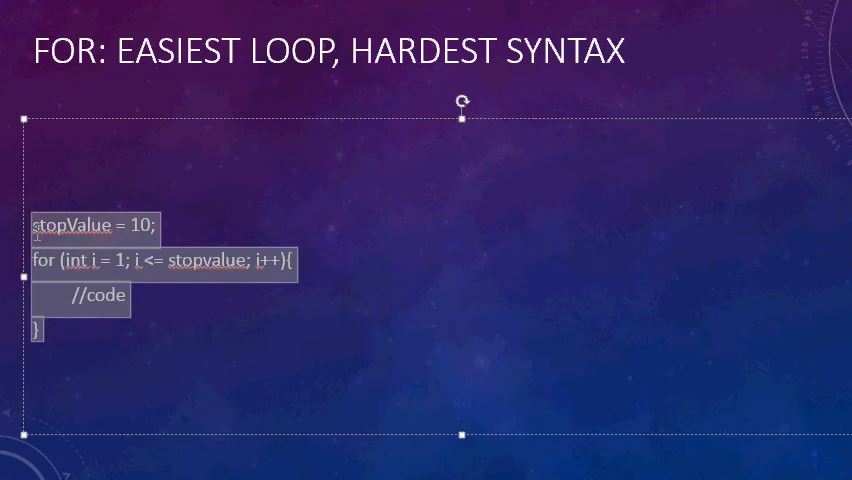 FOR: EASIEST LOOP, HARDEST SYNTAX
stopValue = 10;
for (int i = 1; i <= stopvalue; i++){
//code
}